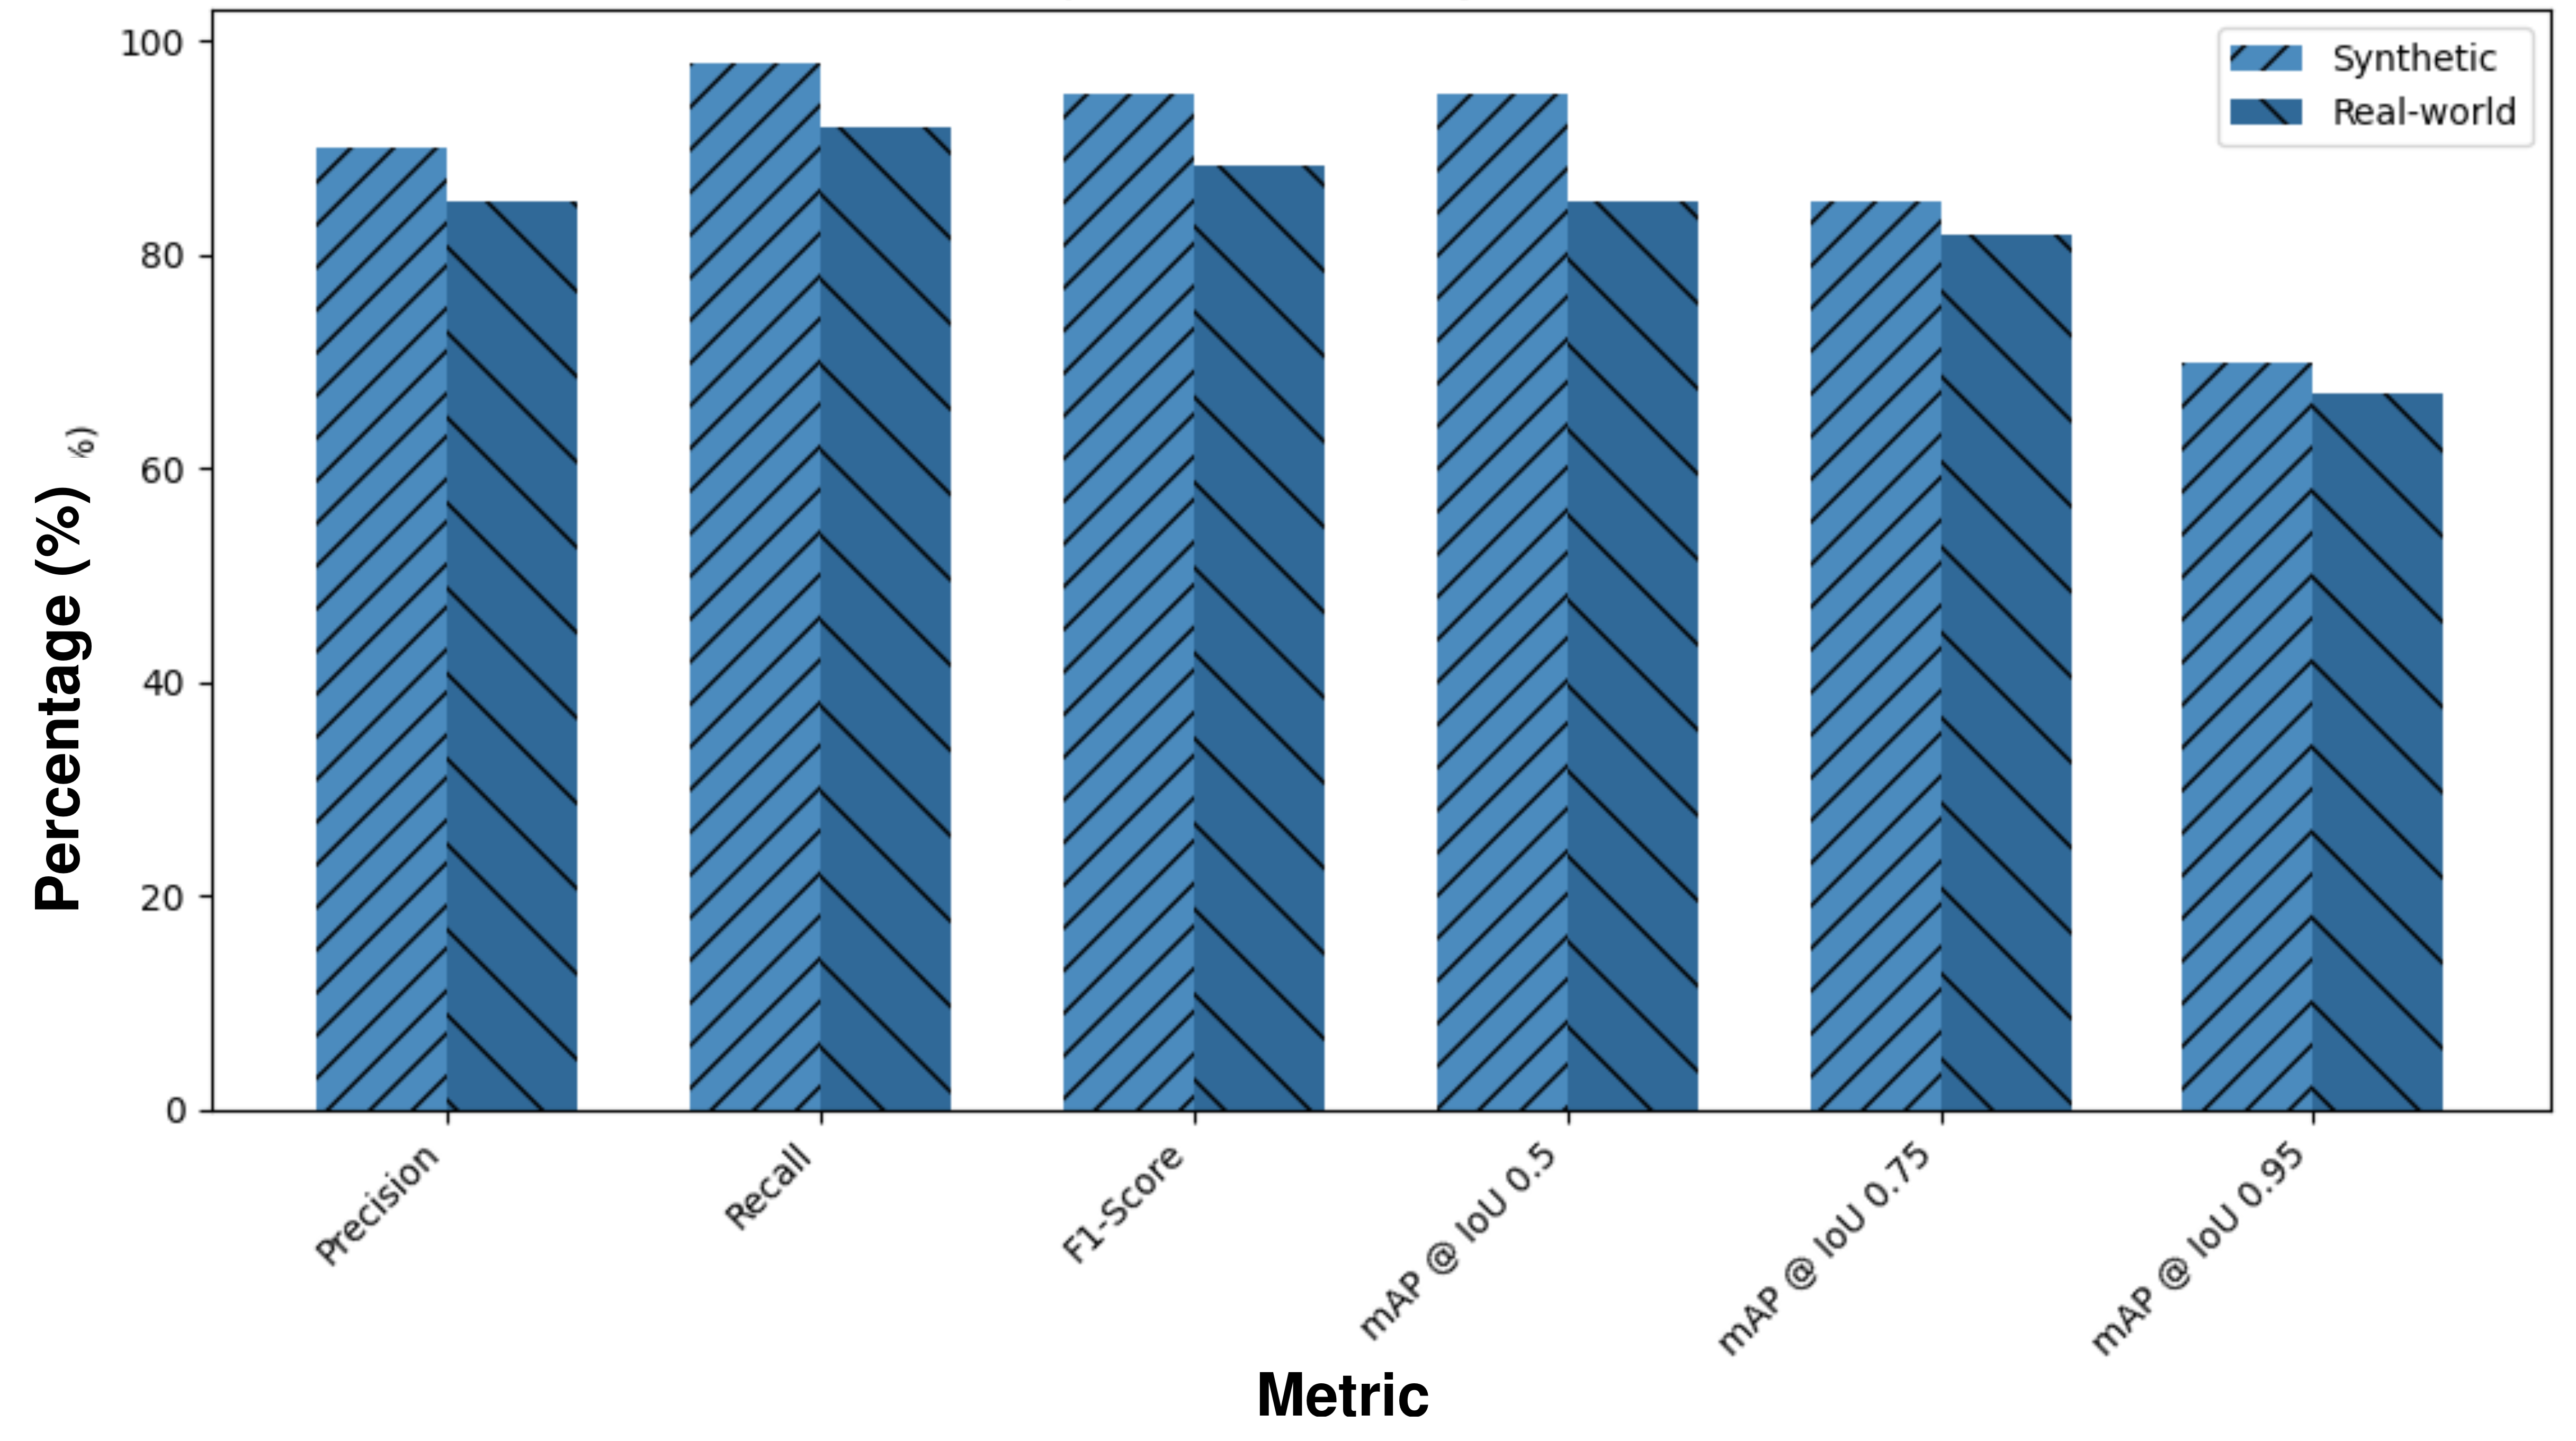 100
80
60
40
20
0
Percentage (%)
%)
Synthetic
Real-world
Precision
Recall
F1-Score
mAP @ IoU 0.5
mAP @ IoU 0.75
mAP @ IoU 0.95
Metric